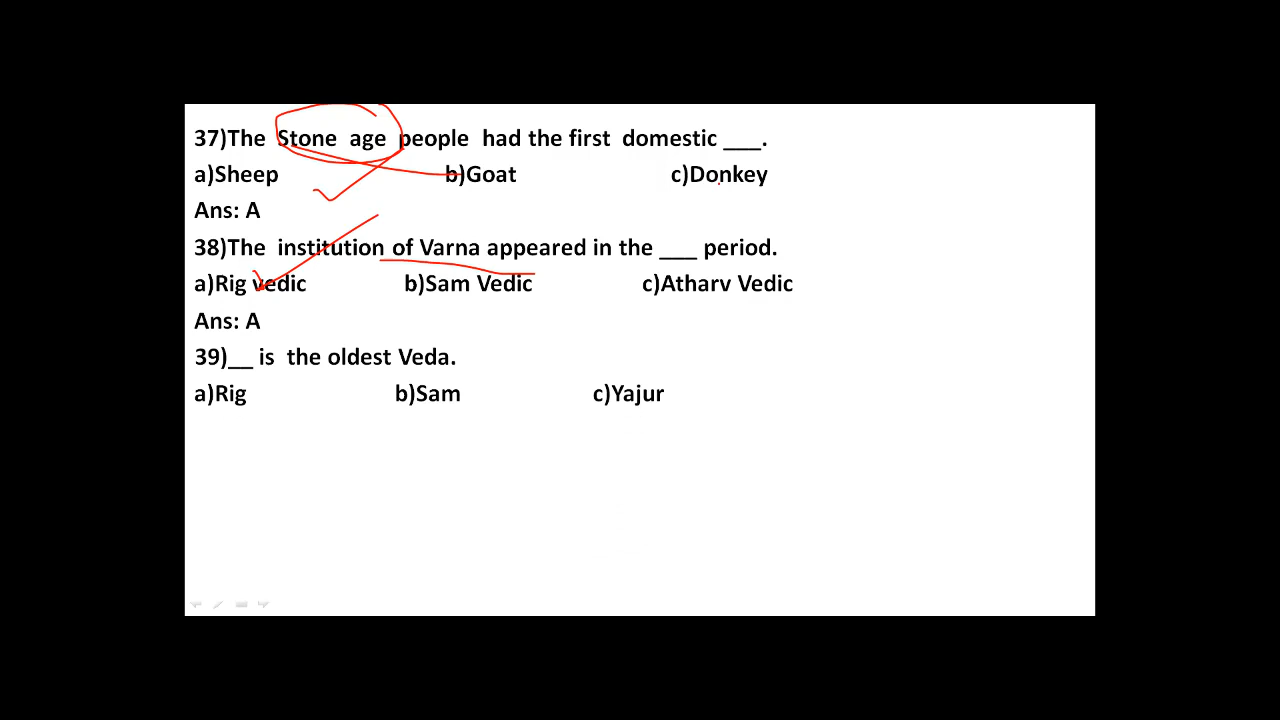 37)The Stone age people had the first domestic ___.
a)Sheep b)Goat c)Donkey
Ans: A
38)The institution of Varna appeared in the ___ period.
a)Rig vedic b)Sam Vedic c)Atharv Vedic
Ans: A
39)__ is the oldest Veda.
a)Rig b)Sam c)Yajur